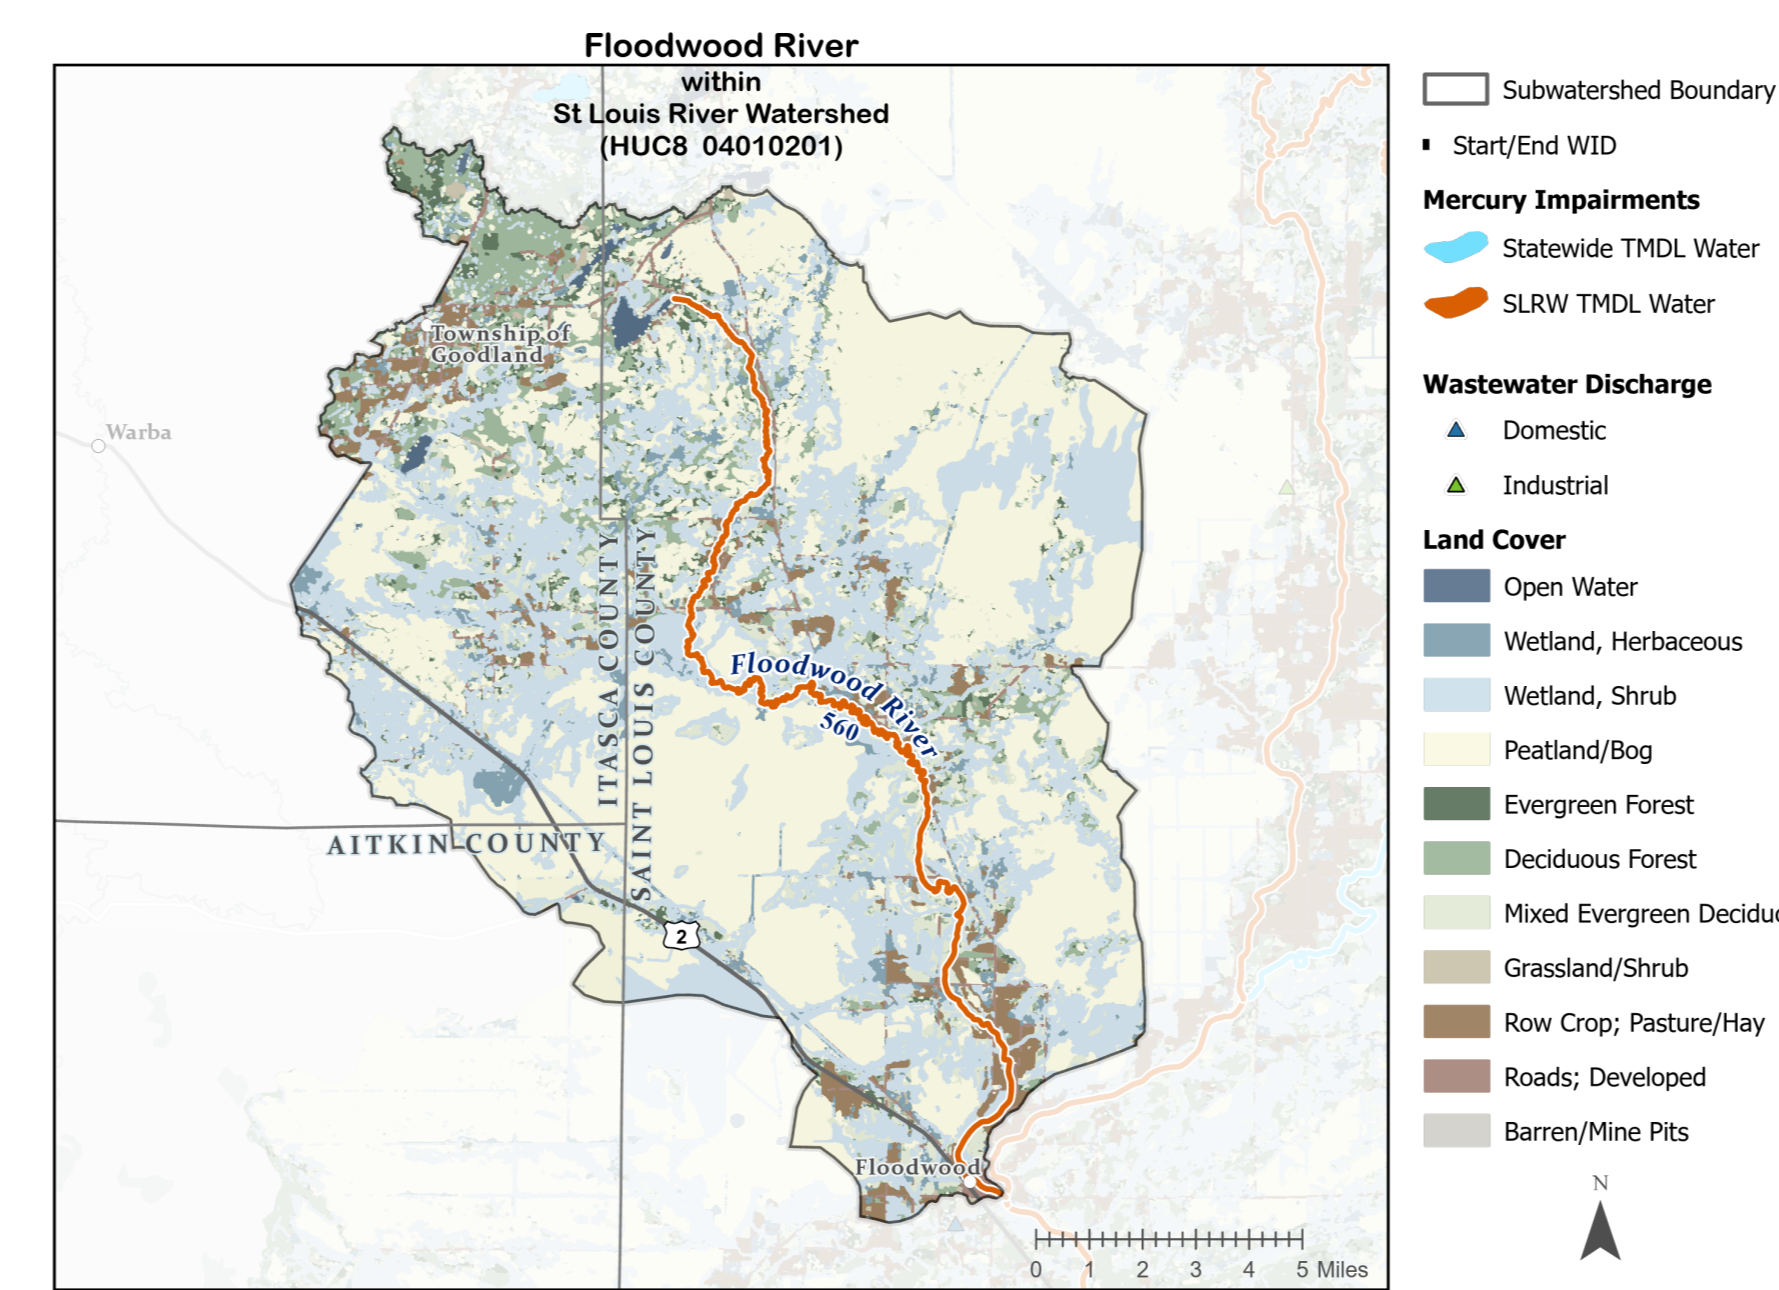 Floodwood River
within
St Louis River Watershed
(HUC8 04010201)
Township of
Goodland
Warba
ITASCA COUNTY
SAINT LOUIS COUNTY
Floodwood River
560
AITKIN COUNTY
2
Floodwood
0 1 2 3 4 5 Miles
Subwatershed Boundary
Start/End WID
Mercury Impairments
Statewide TMDL Water
SLRW TMDL Water
Wastewater Discharge
Domestic
Industrial
Land Cover
Open Water
Wetland, Herbaceous
Wetland, Shrub
Peatland/Bog
Evergreen Forest
Deciduous Forest
Mixed Evergreen Deciduo
Grassland/Shrub
Row Crop; Pasture/Hay
Roads; Developed
Barren/Mine Pits
N